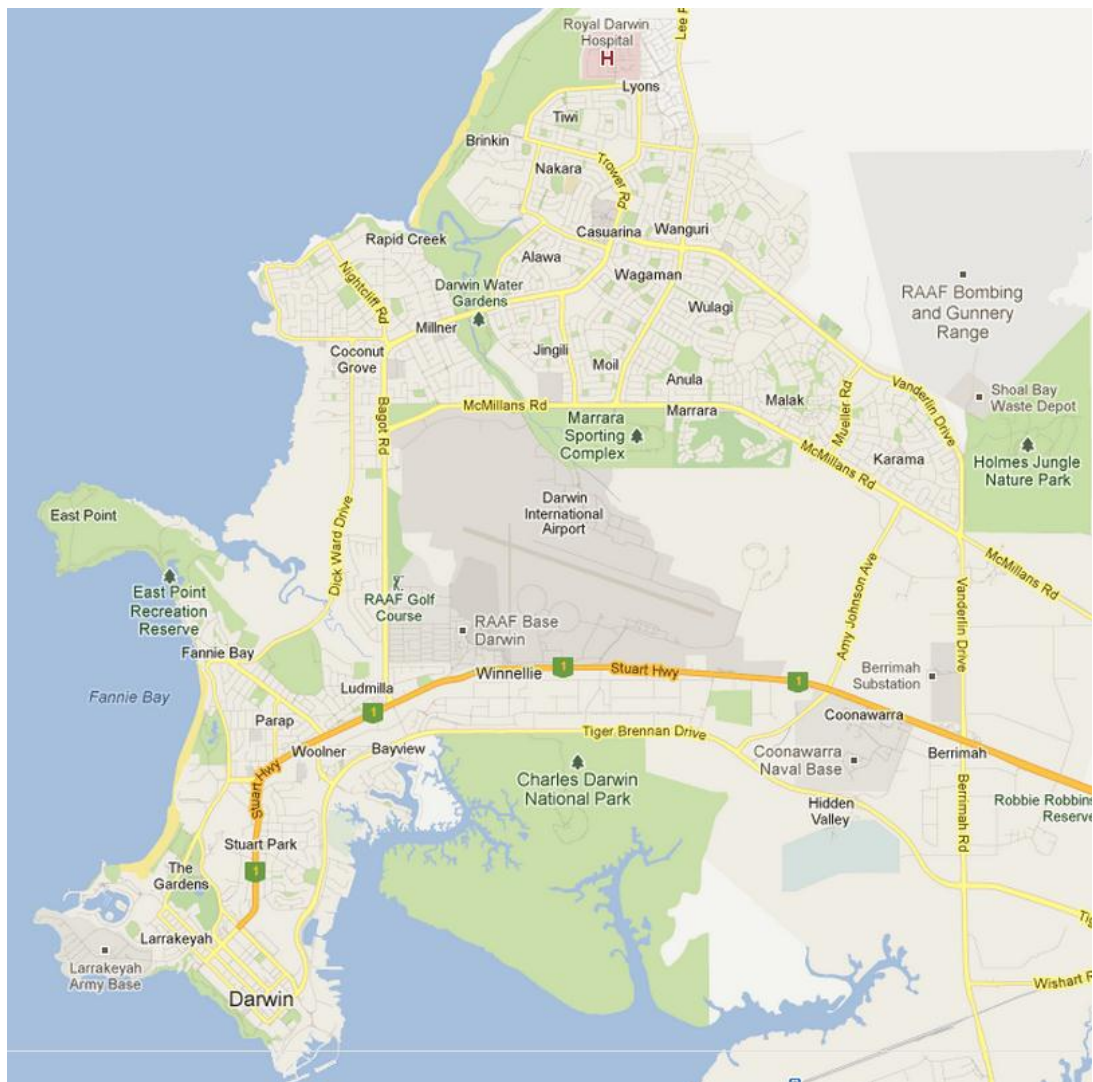 Royal Darwin
Hospital
H
Lee P
Lyons
Tiwi
Brinkin
Nakara
Trower Rd
Rapid Creek
Casuarina
Wanguri
Alawa
Wagaman
Nightcliff Rd
Darwin Water
Gardens
RAAF Bombing
and Gunnery
Range
Wulagi
Millner
Coconut
Grove
Jingili
Moil
Anula
Malak
Mueller Rd
Vanderlin Drive
Shoal Bay
Waste Depot
Bagot Rd
McMillans Rd
Marrara
Marrara
Sporting
Complex
Karama
McMillans Rd
Holmes Jungle
Nature Park
East Point
Darwin
International
Airport
Dick Ward Drive
McMillans Rd
East Point
Recreation
Reserve
RAAF Golf
Course
Amy Johnson Ave
Vanderlin Drive
RAAF Base
Darwin
Fannie Bay
Winnellie
1
Stuart Hwy
1
Berrimah
Substation
Fannie Bay
Ludmilla
1
Parap
Coonawarra
Woolner
Bayview
Tiger Brennan Drive
Coonawarra
Naval Base
Berrimah
Stuart Hwy
Charles Darwin
National Park
Hidden
Valley
Berrimah Rd
Robbie Robbins
Reserve
Stuart Park
The
Gardens
1
Tig
Larrakeyah
Larrakeyah
Army Base
Darwin
Wishart R